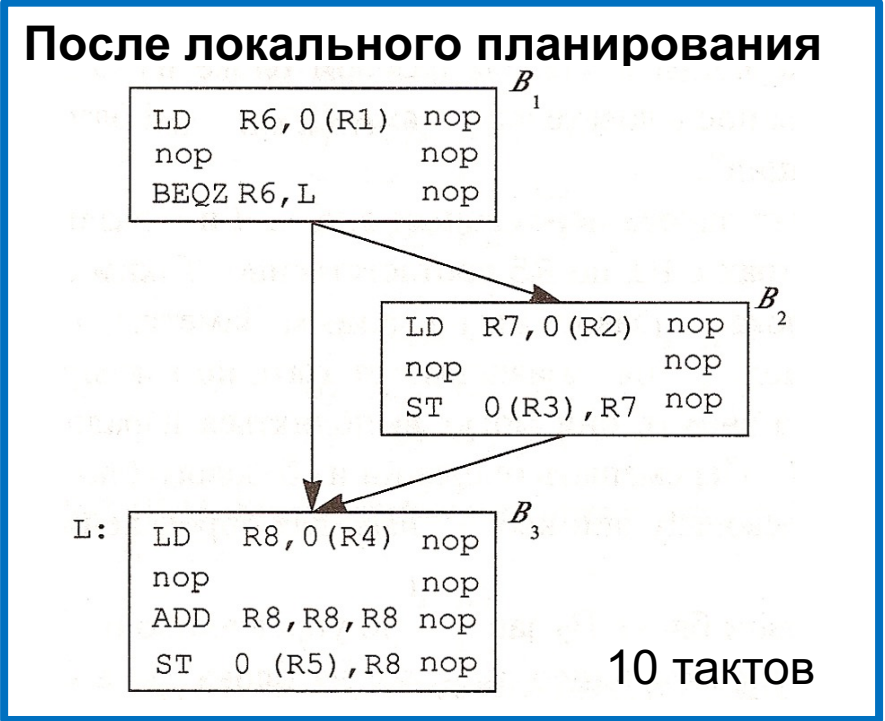 После локального планирования
B1
LD R6,0(R1) nop
nop nop
BEQZ R6,L nop
B2
LD R7,0(R2) nop
nop nop
ST 0(R3),R7 nop
B3
L: LD R8,0(R4) nop
nop nop
ADD R8,R8,R8 nop
ST 0 (R5),R8 nop
10 тактов